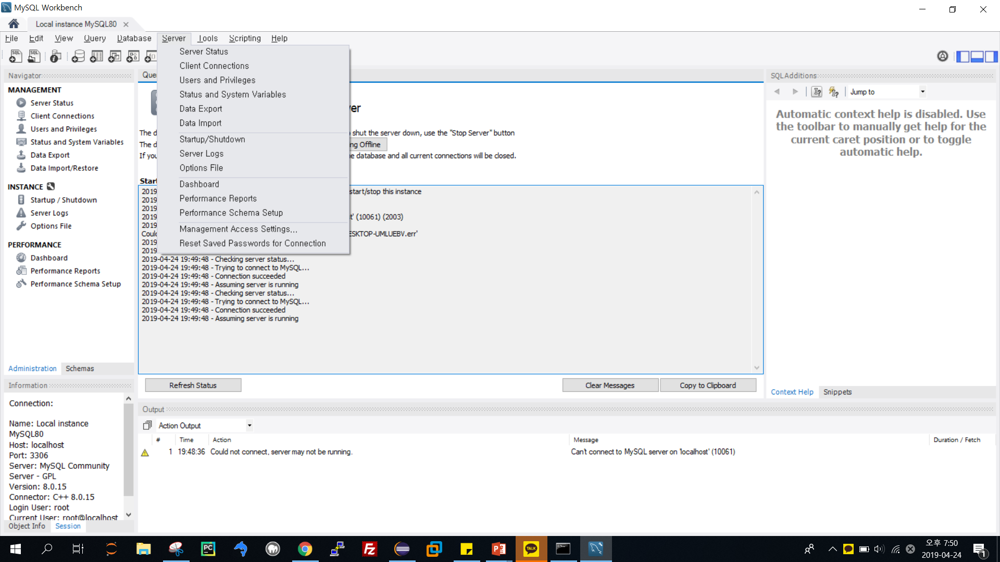 MySQL Workbench
Local instance MySQL80
File Edit View Query Database Server Tools Scripting Help
Server Status
Client Connections
Users and Privileges
Status and System Variables
Data Export
Data Import
Startup/Shutdown
Server Logs
Options File
Dashboard
Performance Reports
Performance Schema Setup
Management Access Settings...
Reset Saved Passwords for Connection
Navigator
MANAGEMENT
Server Status
Client Connections
Users and Privileges
Status and System Variables
Data Export
Data Import/Restore
INSTANCE
Startup / Shutdown
Server Logs
Options File
PERFORMANCE
Dashboard
Performance Reports
Performance Schema Setup
Administration Schemas
Information
Connection:
Name: Local instance
MySQL80
Host: localhost
Port: 3306
Server: MySQL Community
Server - GPL
Version: 8.0.15
Connector: C++ 8.0.15
Login User: root
Current User: root@localhost
Object Info Session
Que
er
The d shut the server down, use the "Stop Server" button
The d ng Offline
If you e database and all current connections will be closed.
Star
2019 start/stop this instance
2019
2019
2019 t' (10061) (2003)
2019
Coul ESKTOP-UMLUEBV.err'
2019
2019
2019-04-24 19:49:48 - Checking server status...
2019-04-24 19:49:48 - Trying to connect to MySQL...
2019-04-24 19:49:48 - Connection succeeded
2019-04-24 19:49:48 - Assuming server is running
2019-04-24 19:49:48 - Checking server status...
2019-04-24 19:49:48 - Trying to connect to MySQL...
2019-04-24 19:49:48 - Connection succeeded
2019-04-24 19:49:48 - Assuming server is running
Refresh Status Clear Messages Copy to Clipboard
SQLAdditions
Jump to
Automatic context help is disabled. Use
the toolbar to manually get help for the
current caret position or to toggle
automatic help.
Context Help Snippets
Output
Action Output
# Time Action Message Duration / Fetch
1 19:48:36 Could not connect, server may not be running. Can't connect to MySQL server on 'localhost' (10061)
오후 7:50
2019-04-24
1